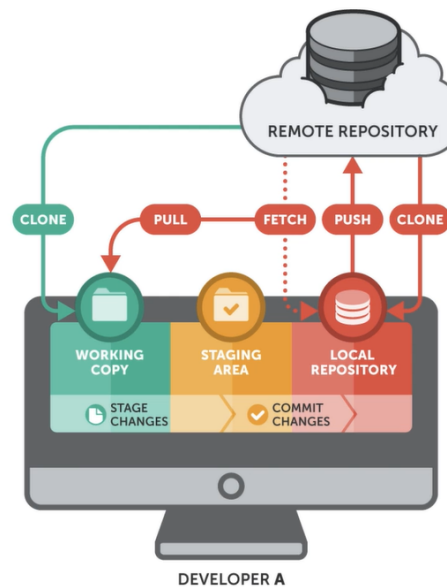 REMOTE REPOSITORY
CLONE
PULL
FETCH
PUSH
CLONE
WORKING
COPY
STAGING
AREA
LOCAL
REPOSITORY
STAGE
CHANGES
COMMIT
CHANGES
DEVELOPER A